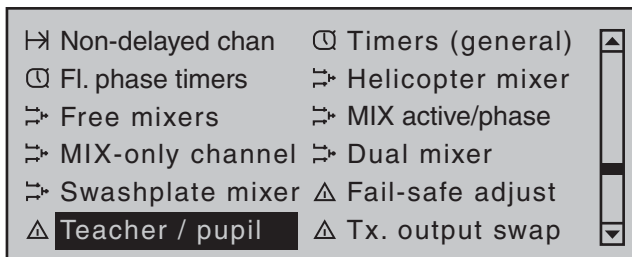 Non-delayed chan Timers (general)
Fl. phase timers Helicopter mixer
Free mixers MIX active/phase
MIX-only channel Dual mixer
Swashplate mixer Fail-safe adjust
Teacher / pupil Tx. output swap